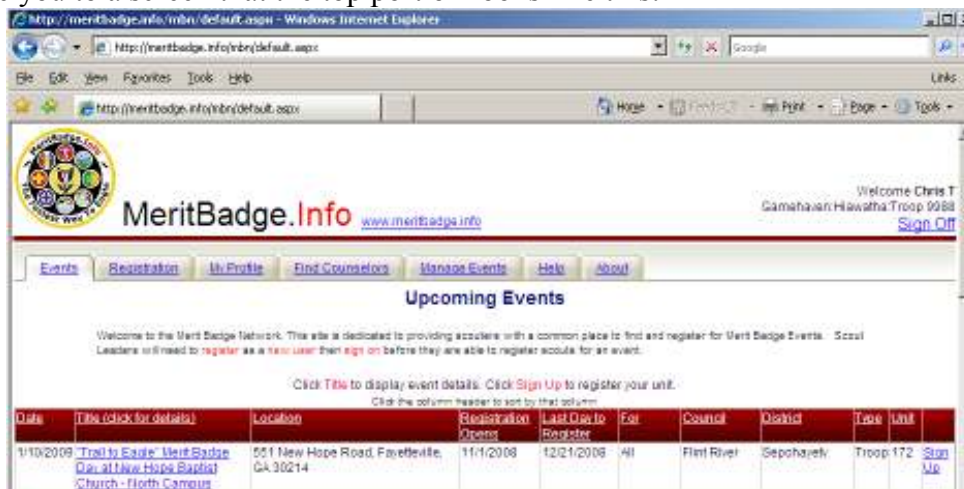 http://meritbadge.info/mbn/default.aspx - Windows Internet Explorer
http://meritbadge.info/mbn/default.aspx
Google
File Edit View Favorites Tools Help
Links
http://meritbadge.info/mbn/default.aspx
Home Print Page Tools
MeritBadge.Info www.meritbadge.info
Welcome Chris T
Gamehaven:Hiawatha:Troop 9988
Sign Off
Events Registration My Profile Find Counselors Manage Events Help About
Upcoming Events
Welcome to the Merit Badge Network. This site is dedicated to providing scouters with a common place to find and register for Merit Badge Events. Scout
Leaders will need to register as a new user then sign on before they are able to register scouts for an event.
Click Title to display event details. Click Sign Up to register your unit.
Click the column header to sort by that column
Date Title (click for details) Location Registration Opens Last Day to Register For Council District Type Unit
1/10/2009 "Trail to Eagle" Merit Badge Day at New Hope Baptist Church - North Campus 551 New Hope Road, Fayetteville, GA 30214 11/1/2008 12/21/2008 All Flint River Troop 172 Sign Up